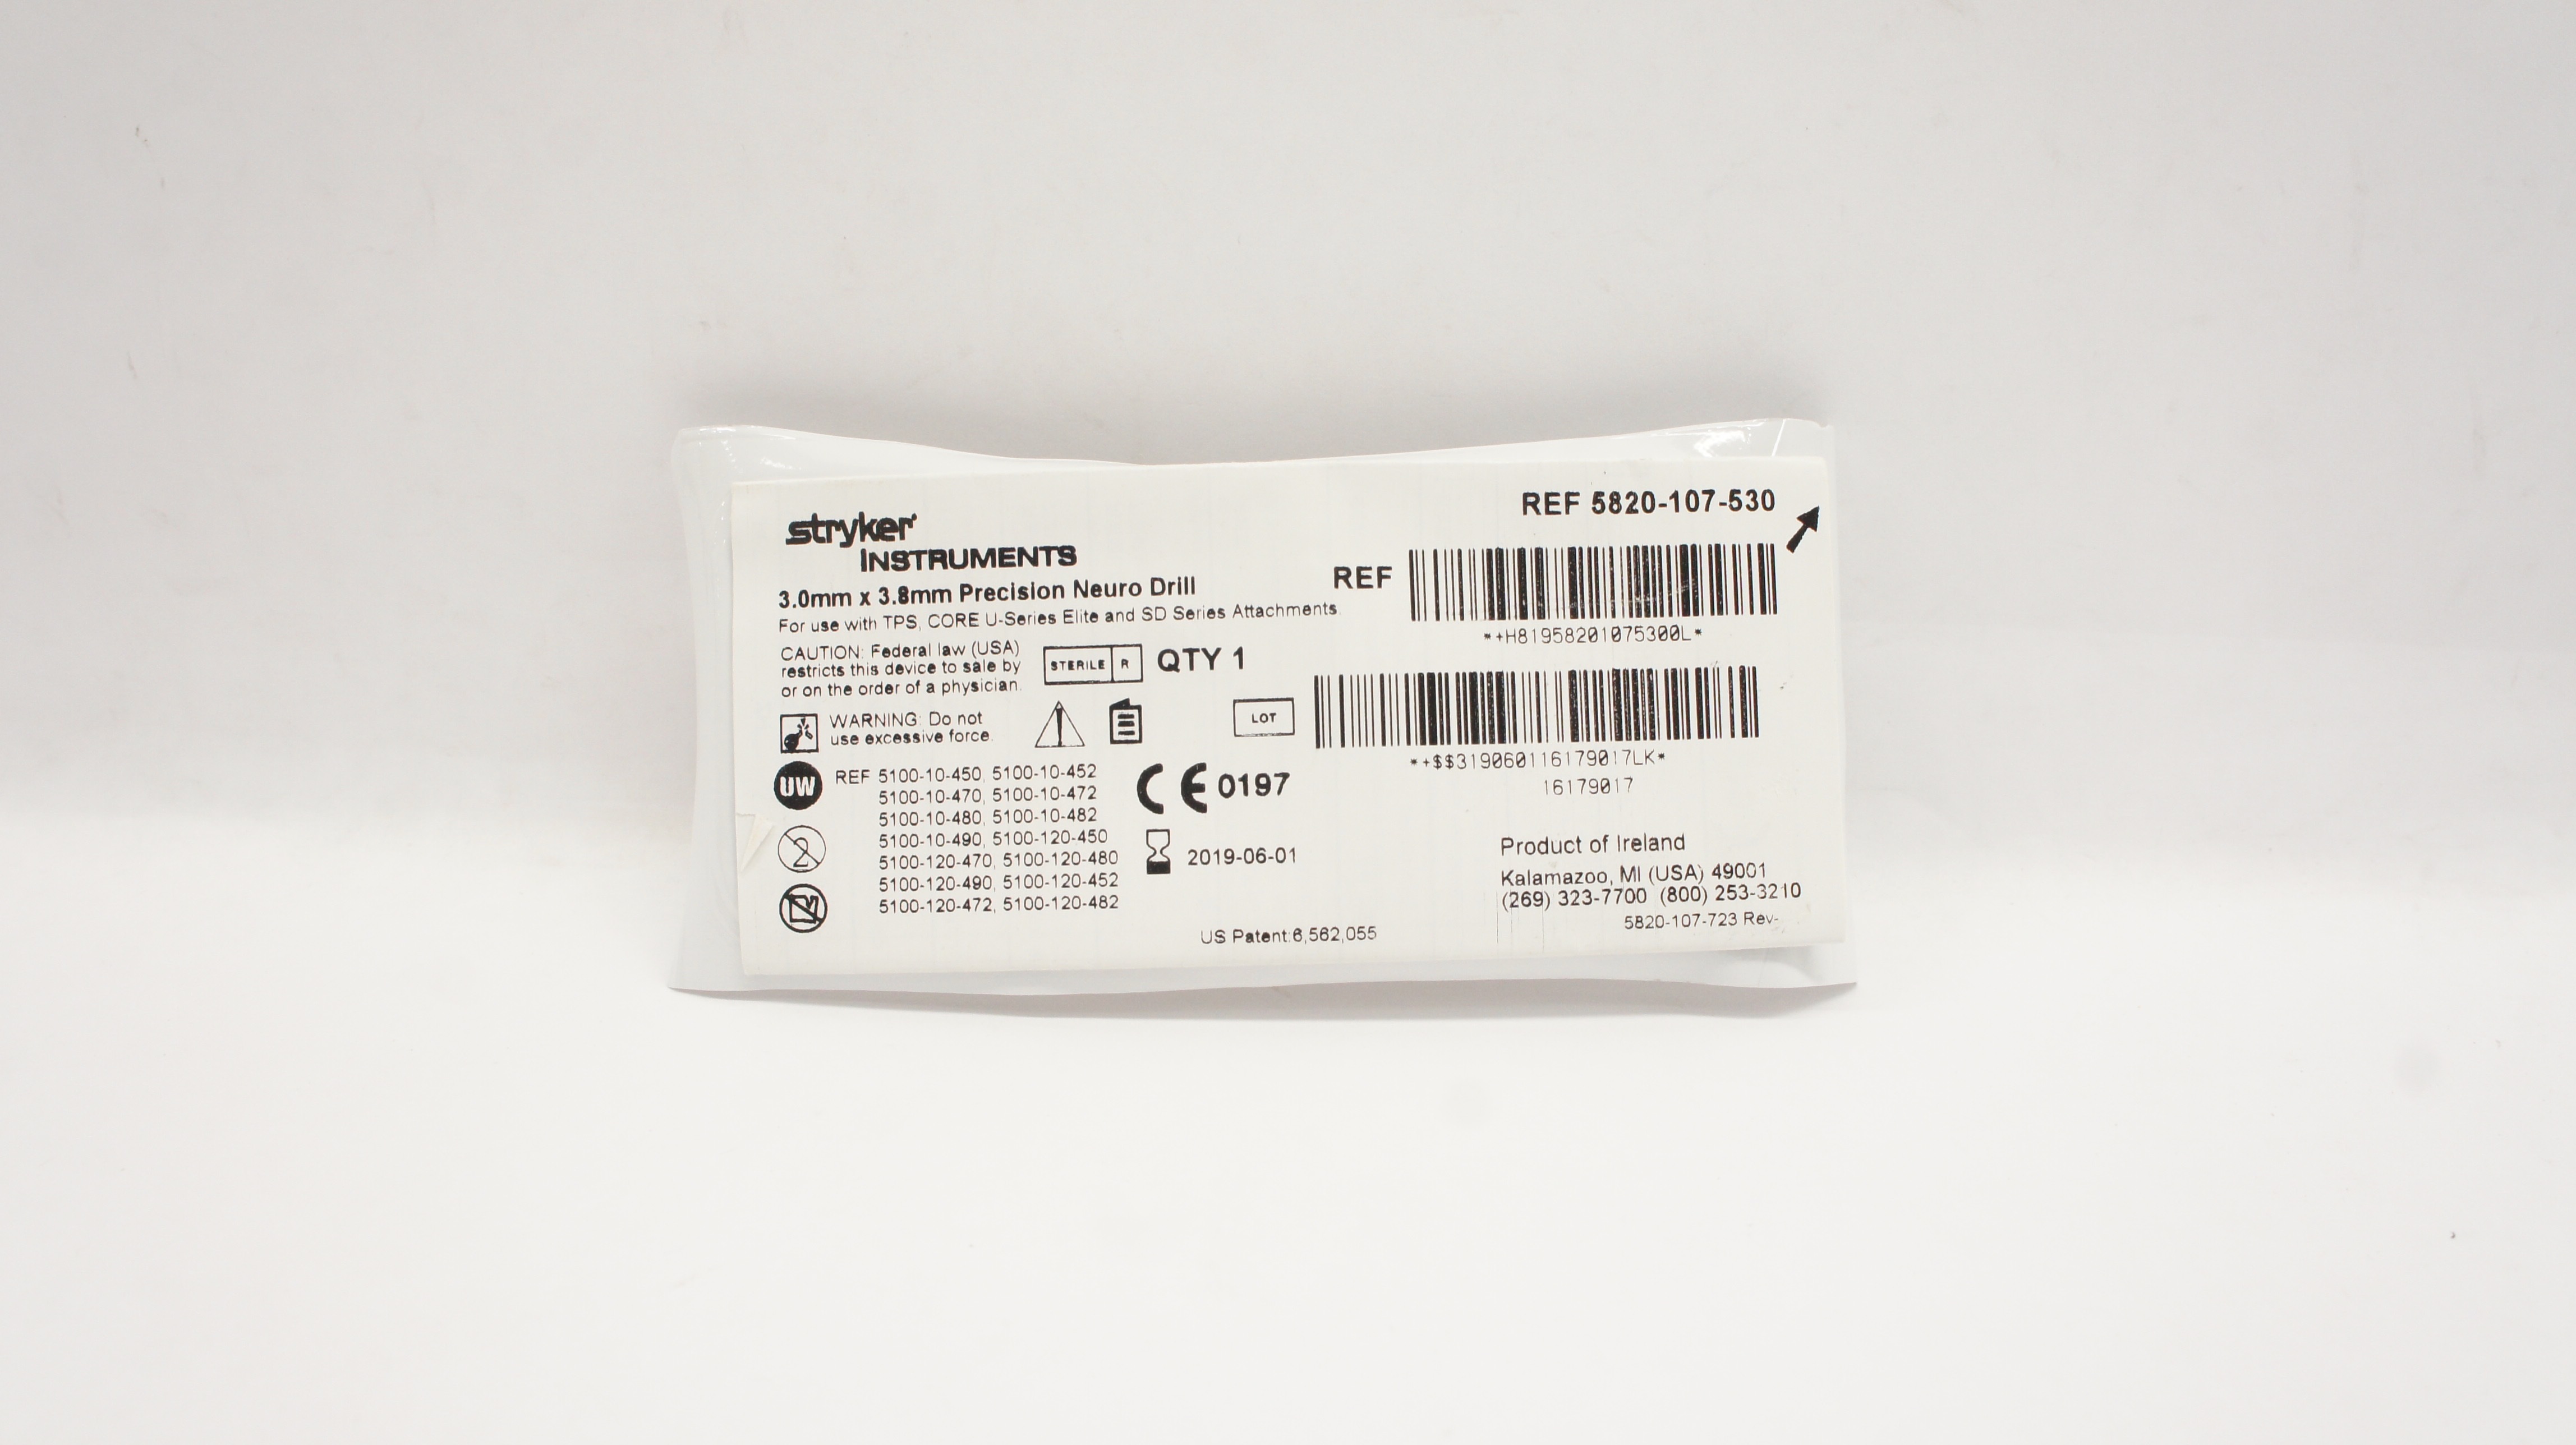 stryker
INSTRUMENTS
3.0mm x 3.8mm Precision Neuro Drill
For use with TPS, CORE U-Series Elite and SD Series Attachments.
CAUTION: Federal law (USA)
restricts this device to sale by
or on the order of a physician.
STERILE R
QTY 1
WARNING: Do not
use excessive force.
UW
REF 5100-10-450, 5100-10-452
5100-10-470, 5100-10-472
5100-10-480, 5100-10-482
5100-10-490, 5100-120-450
5100-120-470, 5100-120-480
5100-120-490, 5100-120-452
5100-120-472, 5100-120-482
2
CE 0197
2019-06-01
US Patent:6,562,055
REF 5820-107-530
REF
*+H81958201075300L*
LOT
*+$$319060116179017LK*
16179017
Product of Ireland
Kalamazoo, MI (USA) 49001
(269) 323-7700 (800) 253-3210
5820-107-723 Rev-